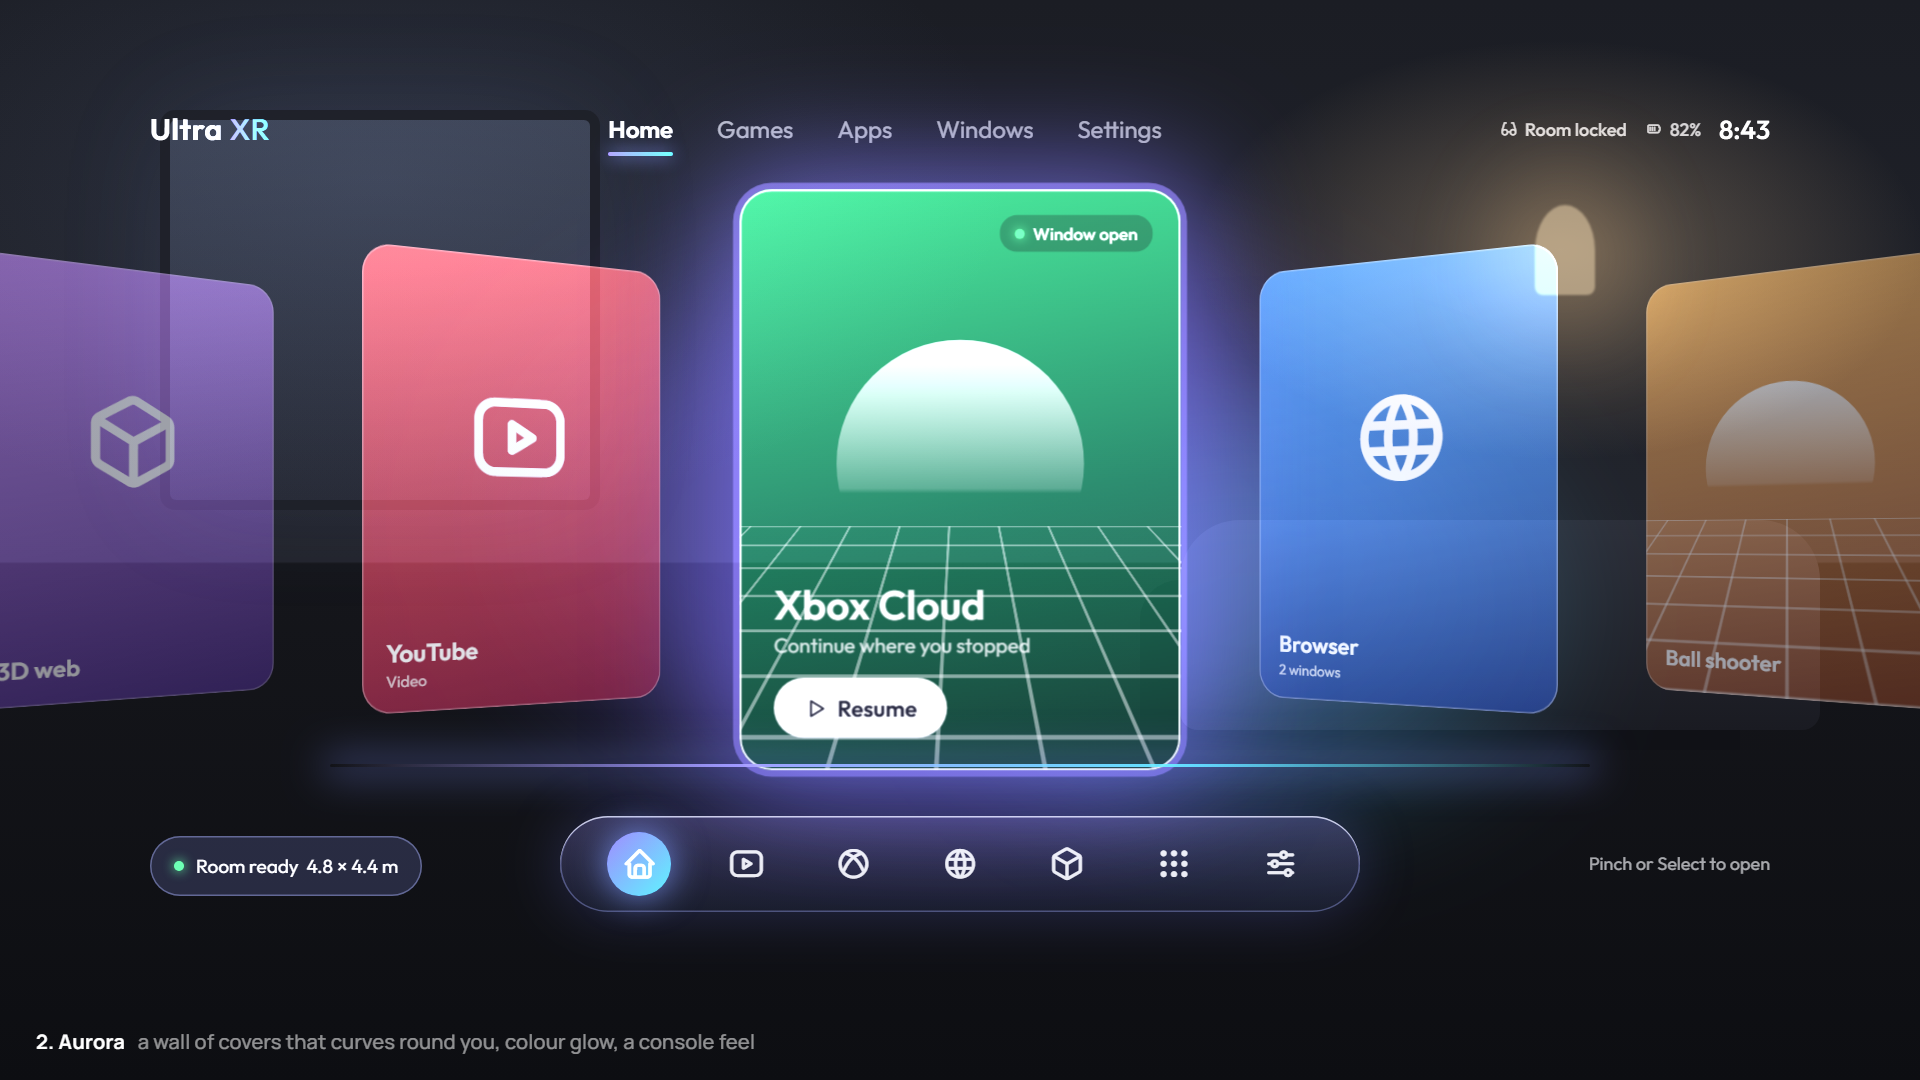 Ultra XR
Home Games Apps Windows Settings
Room locked 82% 8:43
Window open
Xbox Cloud
Continue where you stopped
Resume
3D web
YouTube
Video
Browser
2 windows
Ball shooter
Room ready 4.8 × 4.4 m
Pinch or Select to open
2. Aurora a wall of covers that curves round you, colour glow, a console feel